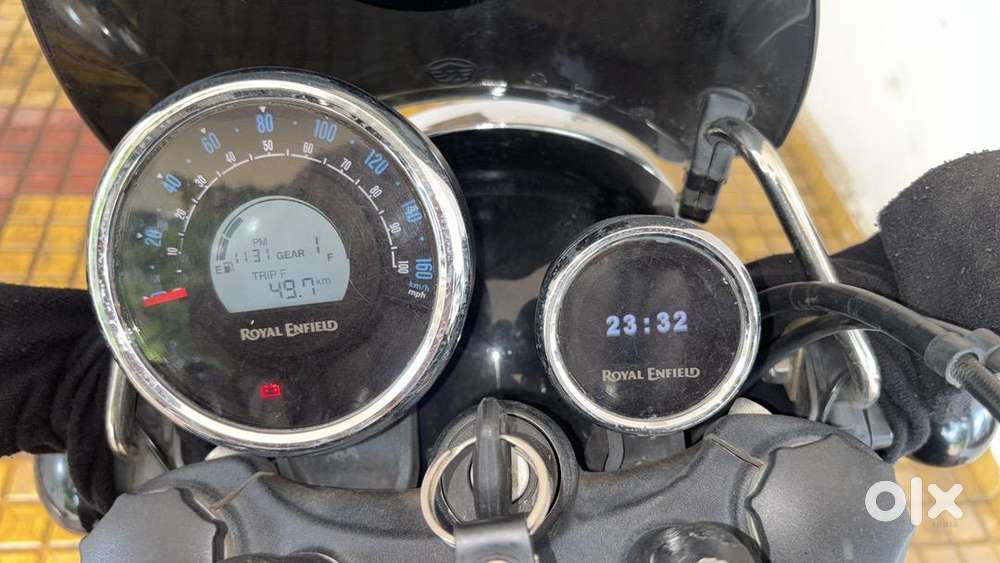 20 40 60 80 100 120 140 160
km/h
mph
10 20 30 40 50 60 70 80 90 100
PM
1131 GEAR 1
E F
TRIP F
49.7 km
ROYAL ENFIELD
23:32
ROYAL ENFIELD
olx